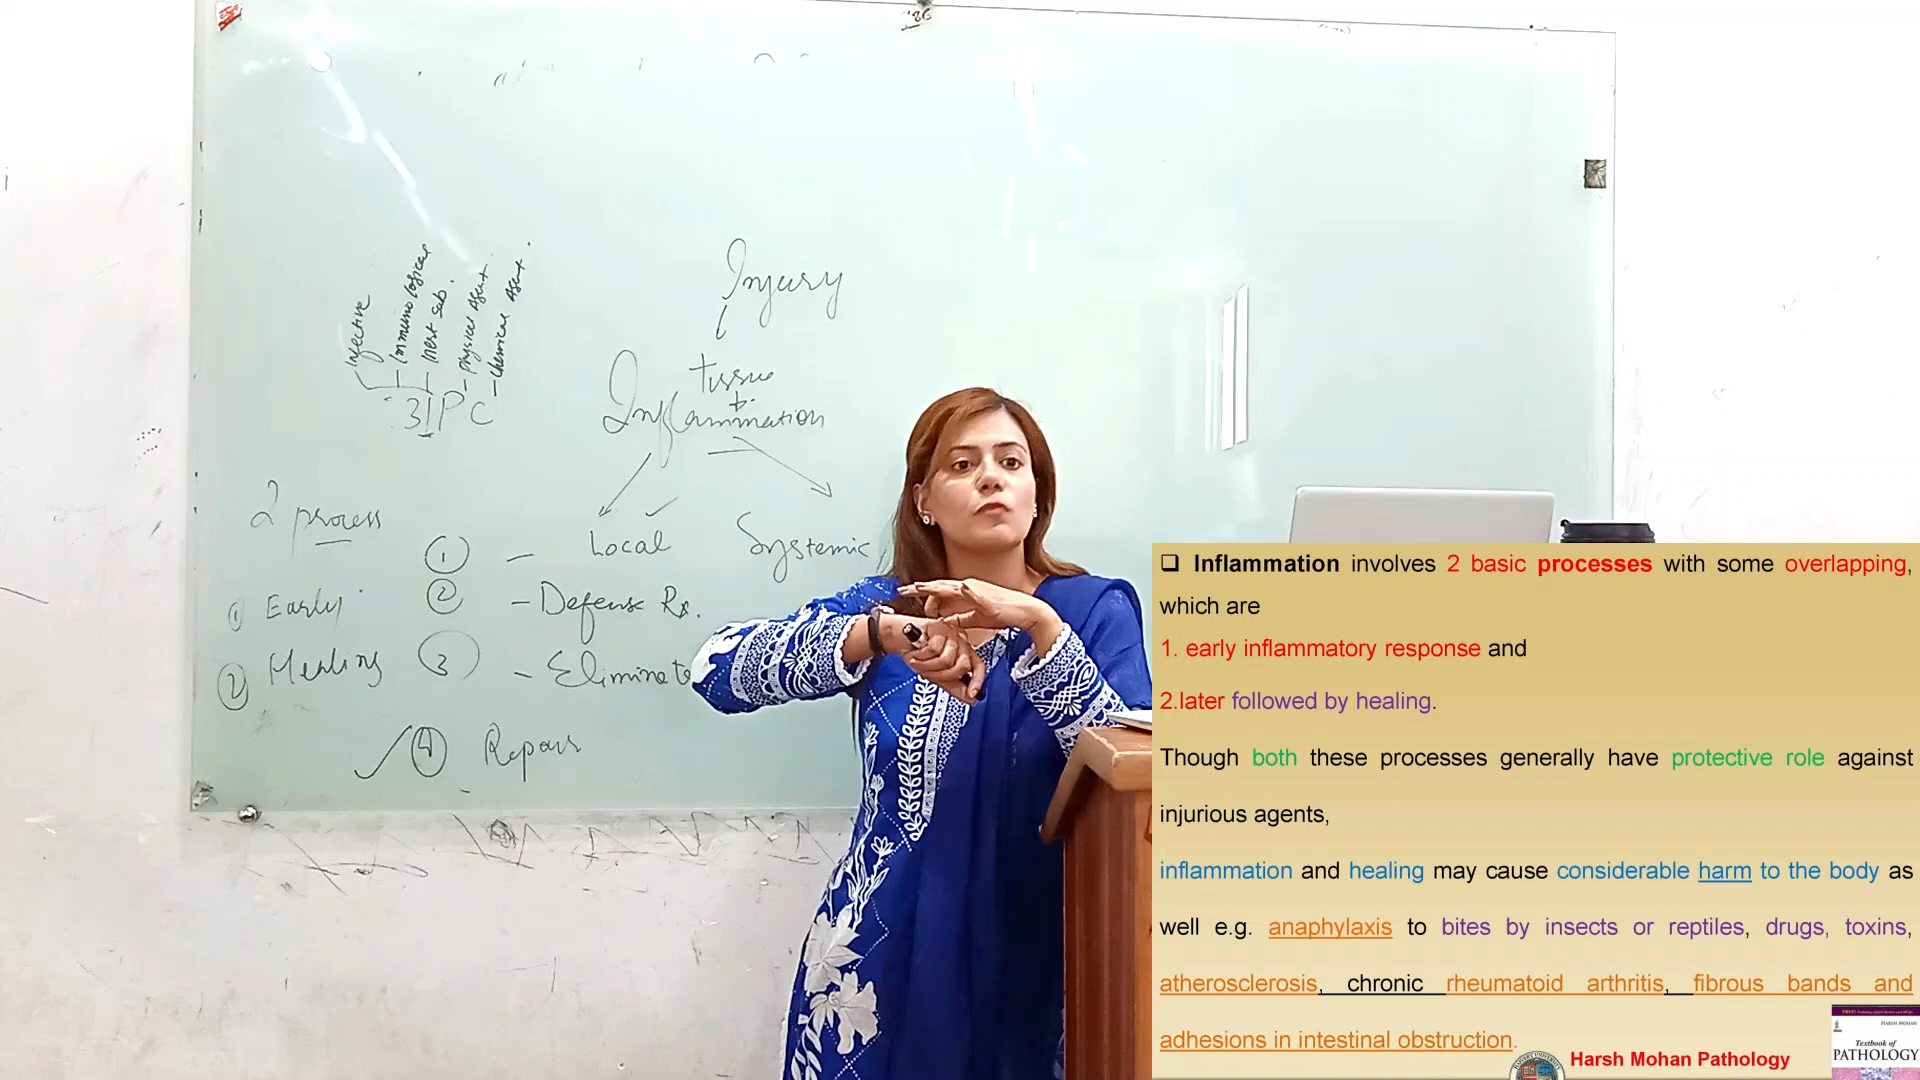 Injury
tissue
Inflammation
Local
Systemic
Infective
Immunological
Inert sub.
Physical Agent.
Chemical Agent.
3IPC
2 process
① Early
② Healing
① –
② – Defense Rx.
③ – Eliminate
④ Repair
❑ Inflammation involves 2 basic processes with some overlapping,
which are
1. early inflammatory response and
2.later followed by healing.
Though both these processes generally have protective role against
injurious agents,
inflammation and healing may cause considerable harm to the body as
well e.g. anaphylaxis to bites by insects or reptiles, drugs, toxins,
atherosclerosis, chronic rheumatoid arthritis, fibrous bands and
adhesions in intestinal obstruction.
Harsh Mohan Pathology
HARSH MOHAN
Textbook of
PATHOLOGY